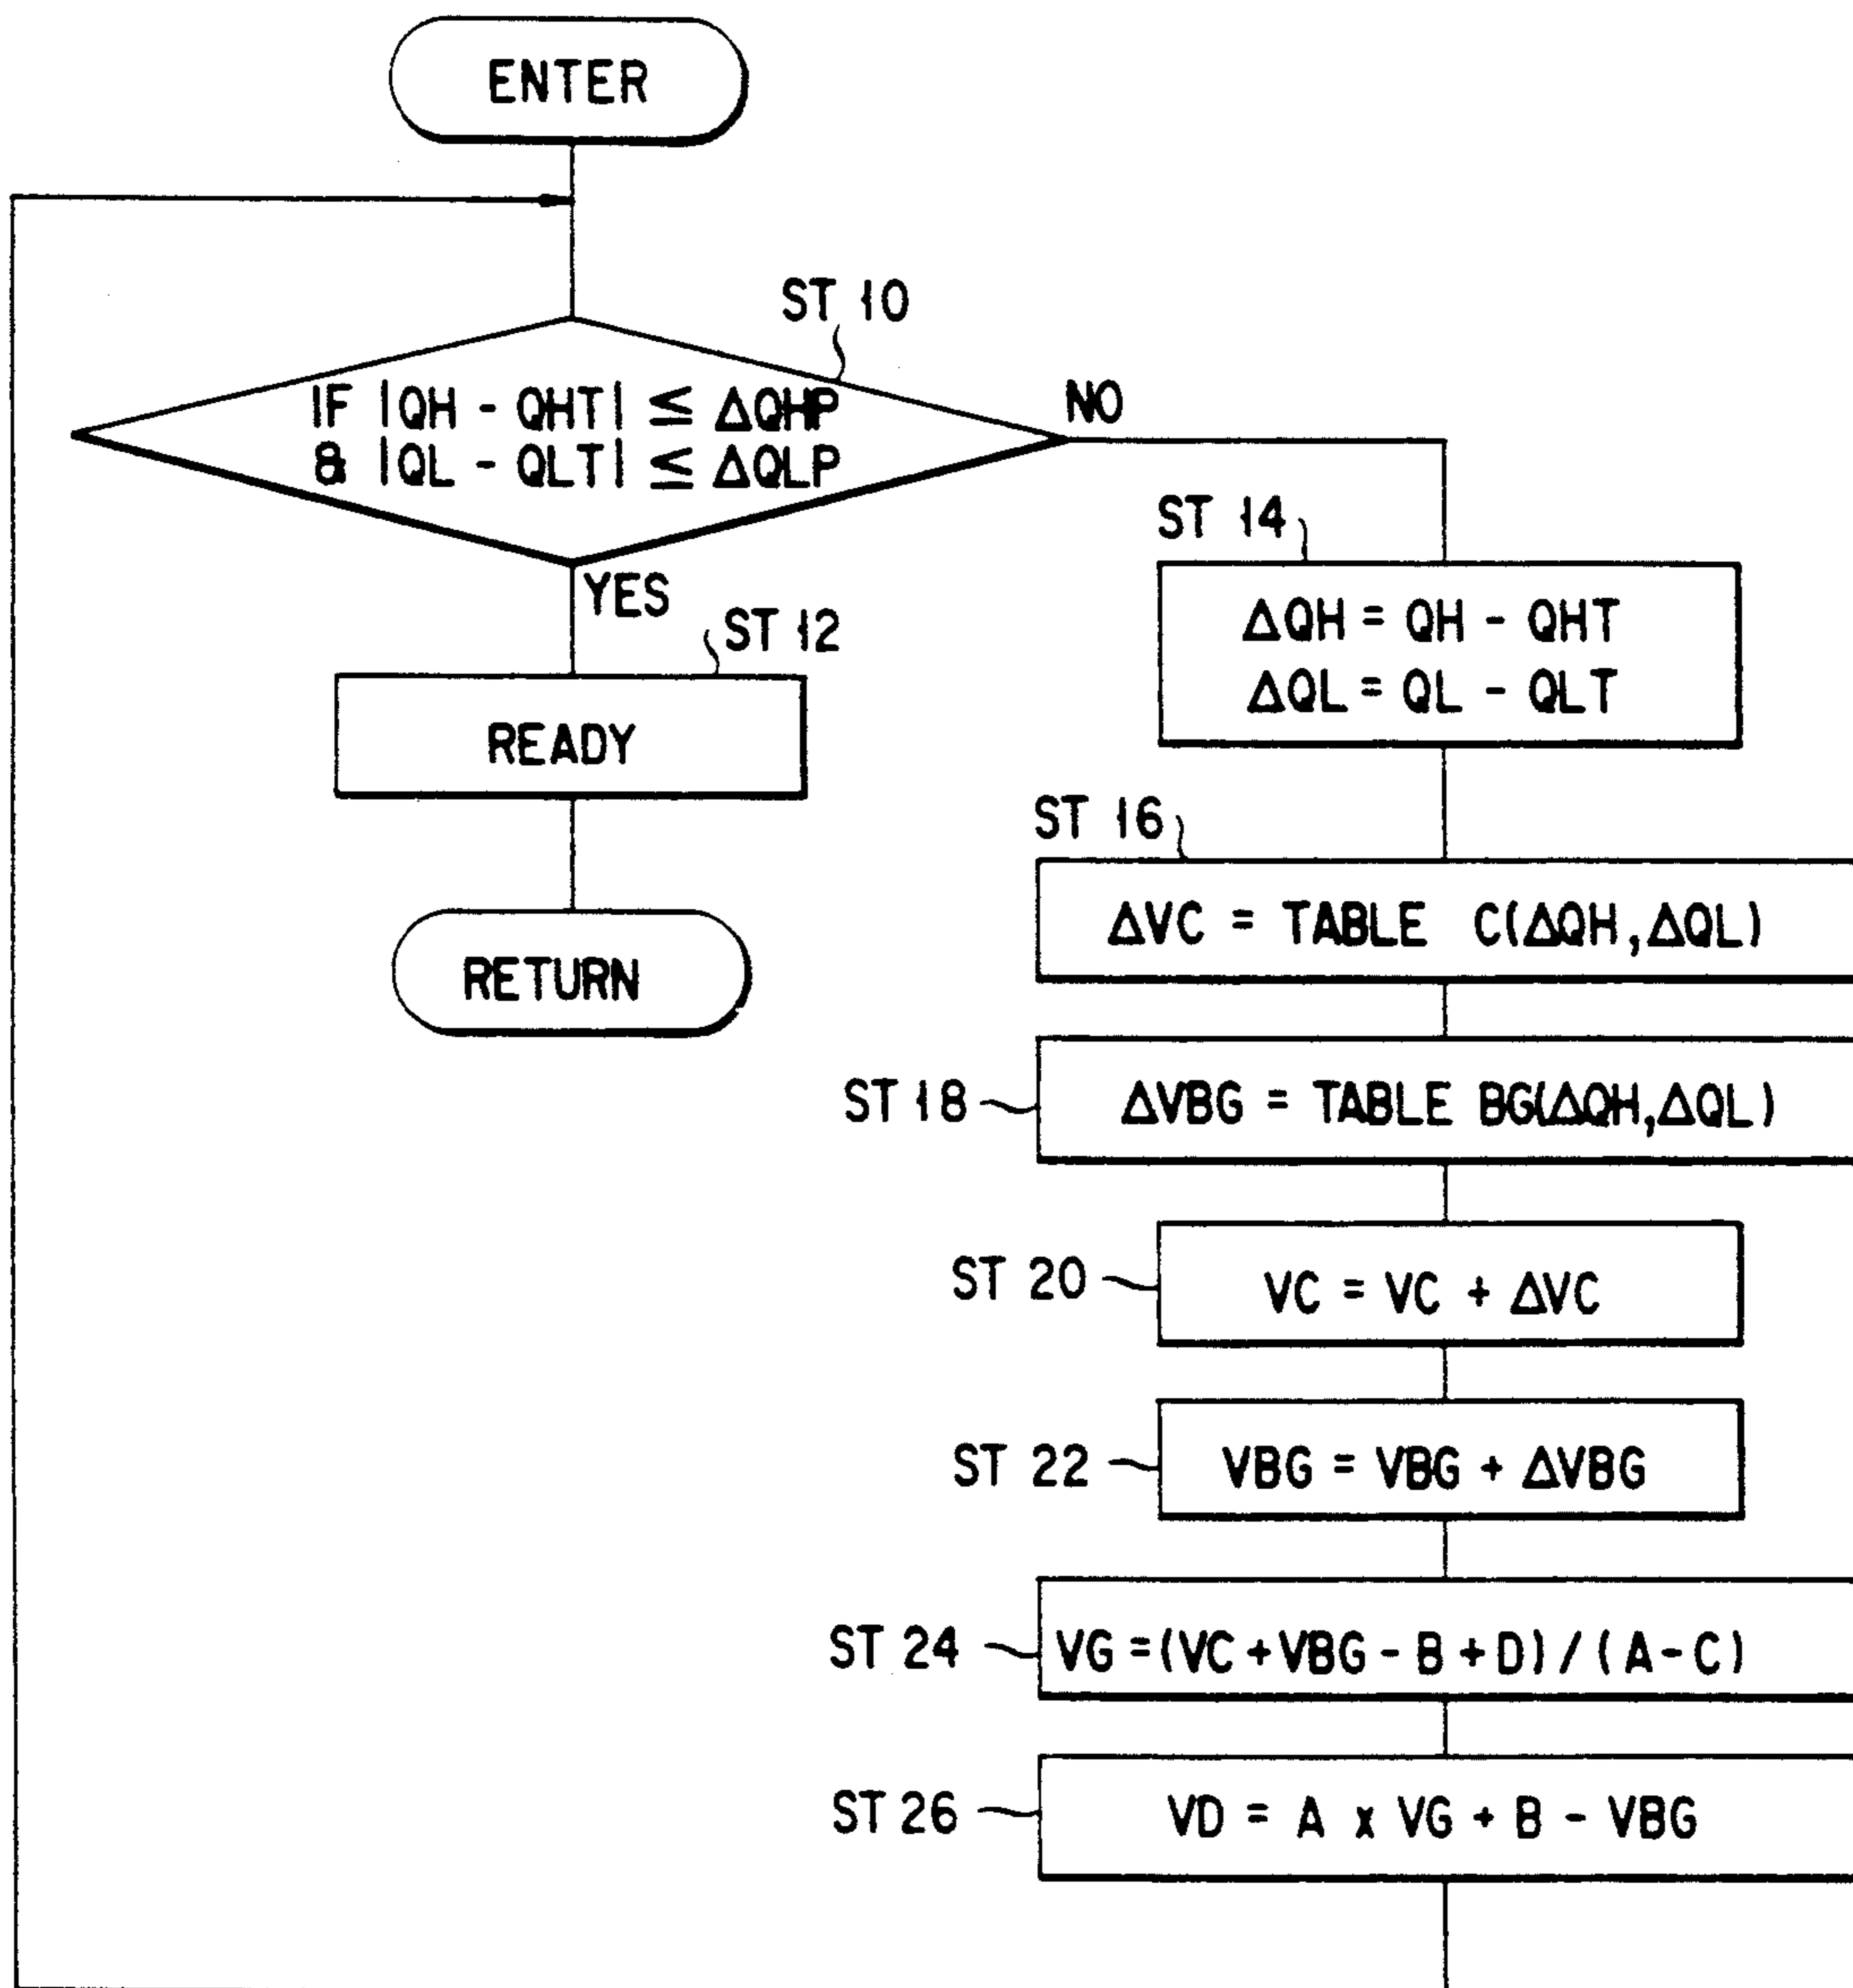 ENTER
ST 10
IF |QH - QHT| ≦ ΔQHP
& |QL - QLT| ≦ ΔQLP
NO
YES
ST 12
READY
RETURN
ST 14
ΔQH = QH - QHT
ΔQL = QL - QLT
ST 16
ΔVC = TABLE C(ΔQH,ΔQL)
ST 18
ΔVBG = TABLE BG(ΔQH,ΔQL)
ST 20
VC = VC + ΔVC
ST 22
VBG = VBG + ΔVBG
ST 24
VG = (VC + VBG - B + D) / (A - C)
ST 26
VD = A x VG + B - VBG